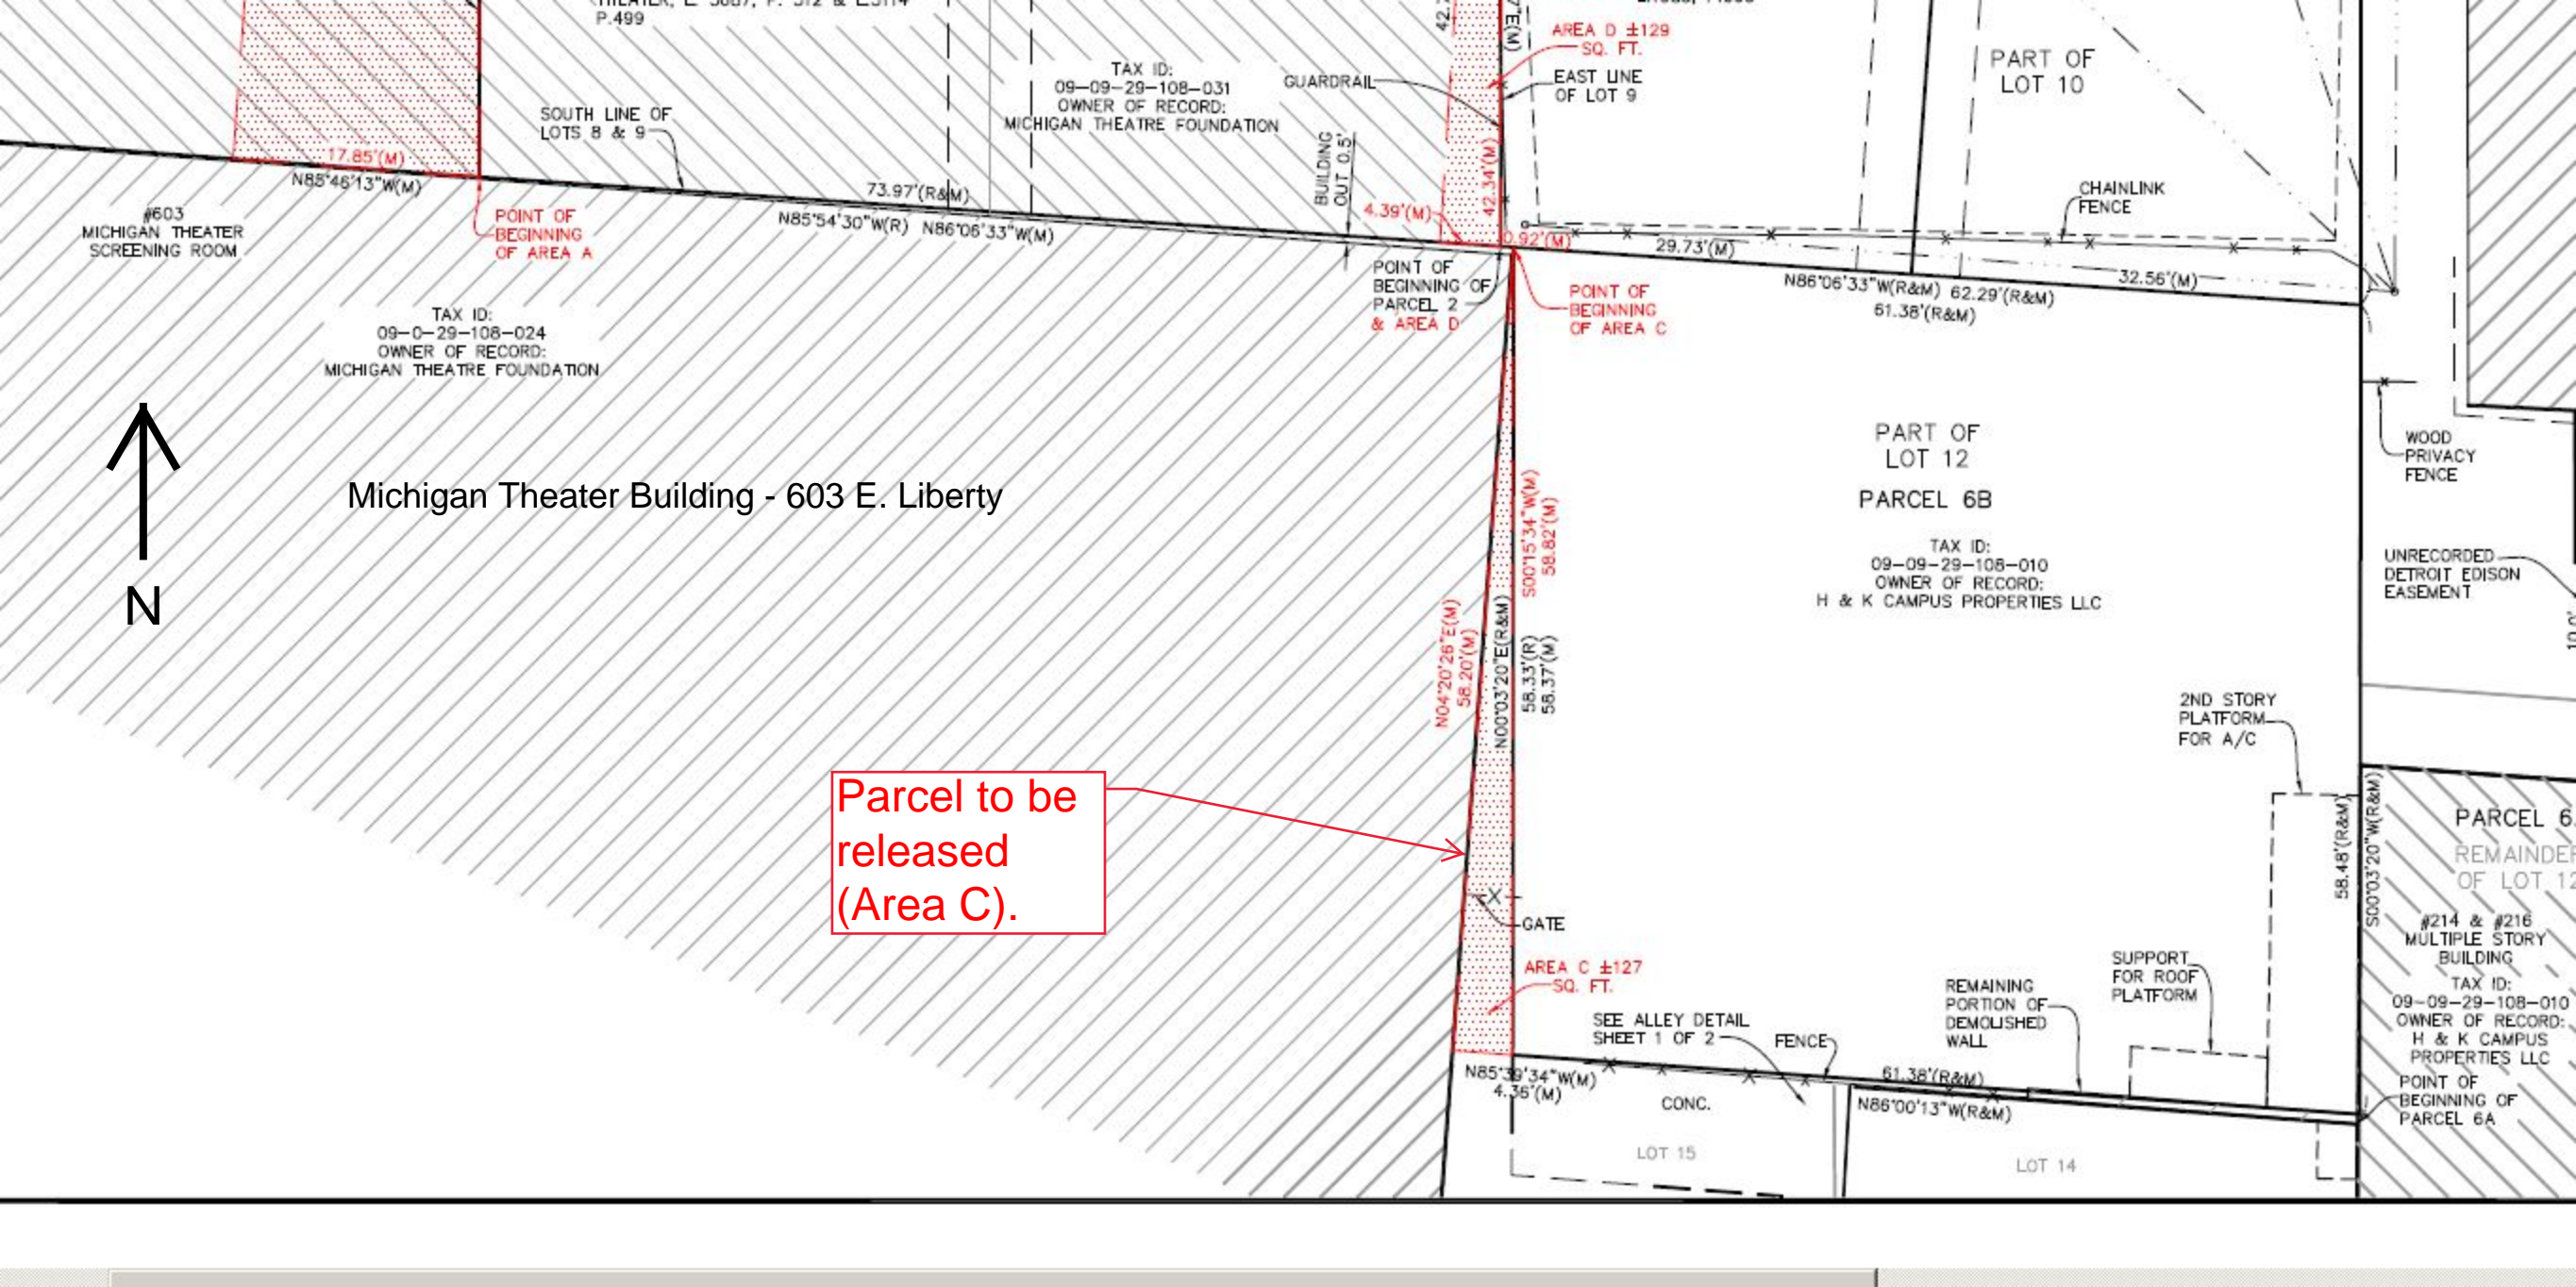 P.499
TAX ID:
09-09-29-108-031
OWNER OF RECORD:
MICHIGAN THEATRE FOUNDATION
SOUTH LINE OF
LOTS 8 & 9
GUARDRAIL
AREA D ±129
SQ. FT.
EAST LINE
OF LOT 9
PART OF
LOT 10
17.85'(M)
N85°46'13"W(M)
73.97'(R&M)
N85°54'30"W(R) N86°06'33"W(M)
BUILDING
OUT 0.5'
4.39'(M)
42.34'(M)
0.92'(M)
29.73'(M)
CHAINLINK
FENCE
#603
MICHIGAN THEATER
SCREENING ROOM
POINT OF
BEGINNING
OF AREA A
POINT OF
BEGINNING OF
PARCEL 2
& AREA D
POINT OF
BEGINNING
OF AREA C
N86°06'33"W(R&M) 62.29'(R&M)
61.38'(R&M)
32.56'(M)
TAX ID:
09-0-29-108-024
OWNER OF RECORD:
MICHIGAN THEATRE FOUNDATION
N
Michigan Theater Building - 603 E. Liberty
PART OF
LOT 12
PARCEL 6B
TAX ID:
09-09-29-108-010
OWNER OF RECORD:
H & K CAMPUS PROPERTIES LLC
WOOD
PRIVACY
FENCE
UNRECORDED
DETROIT EDISON
EASEMENT
S00°15'34"W(M)
58.82'(M)
N04°20'26"E(M)
58.20'(M)
N00°03'20"E(R&M)
58.33'(R)
58.37'(M)
2ND STORY
PLATFORM
FOR A/C
Parcel to be
released
(Area C).
GATE
AREA C ±127
SQ. FT.
58.48'(R&M)
S00°03'20"W(R&M)
PARCEL 6
REMAINDER
OF LOT 12
#214 & #216
MULTIPLE STORY
BUILDING
TAX ID:
09-09-29-108-010
OWNER OF RECORD:
H & K CAMPUS
PROPERTIES LLC
SUPPORT
FOR ROOF
PLATFORM
REMAINING
PORTION OF
DEMOLISHED
WALL
SEE ALLEY DETAIL
SHEET 1 OF 2
FENCE
N85°39'34"W(M)
4.36'(M)
CONC.
61.38'(R&M)
N86°00'13"W(R&M)
POINT OF
BEGINNING OF
PARCEL 6A
LOT 15
LOT 14